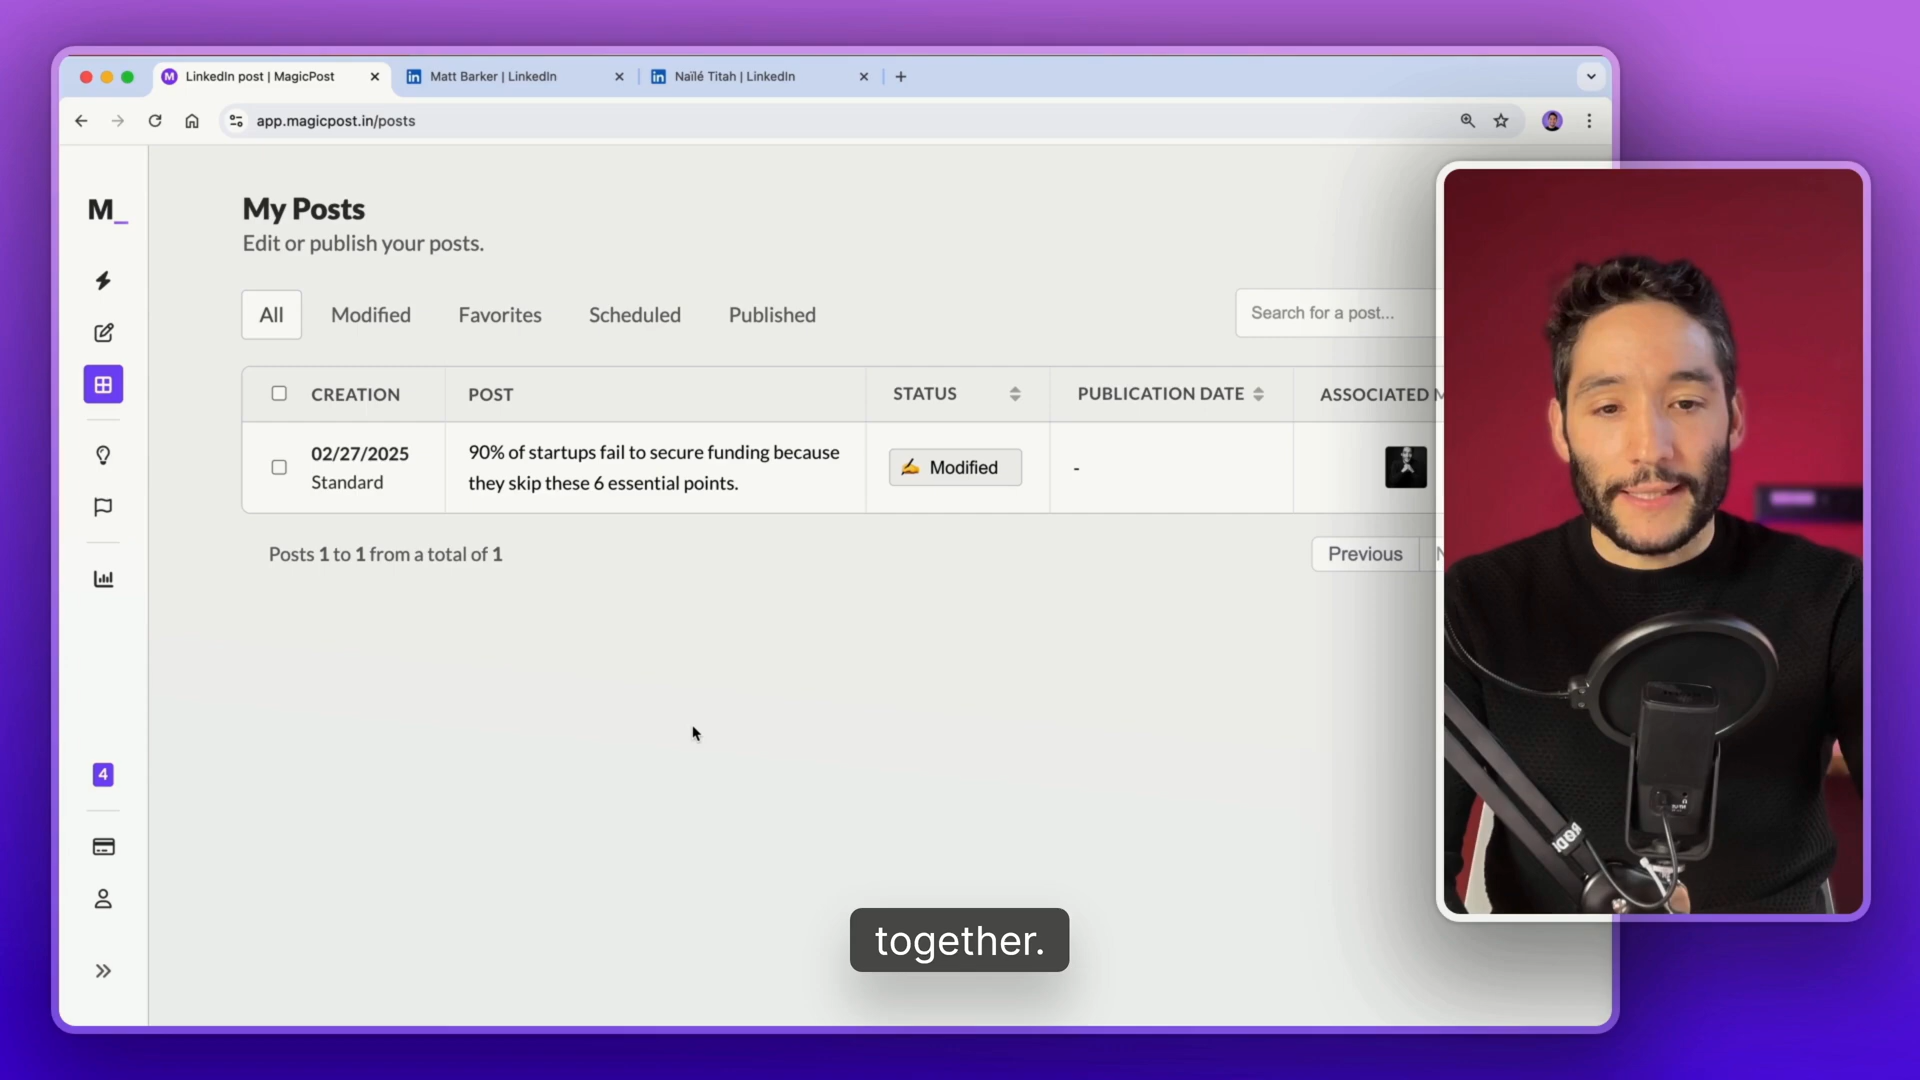 LinkedIn post | MagicPost
Matt Barker | LinkedIn
Naïlé Titah | LinkedIn
app.magicpost.in/posts
M_
My Posts
Edit or publish your posts.
All
Modified
Favorites
Scheduled
Published
Search for a post...
CREATION
POST
STATUS
PUBLICATION DATE
ASSOCIATED
02/27/2025
Standard
90% of startups fail to secure funding because
they skip these 6 essential points.
Modified
-
Posts 1 to 1 from a total of 1
Previous
4
together.